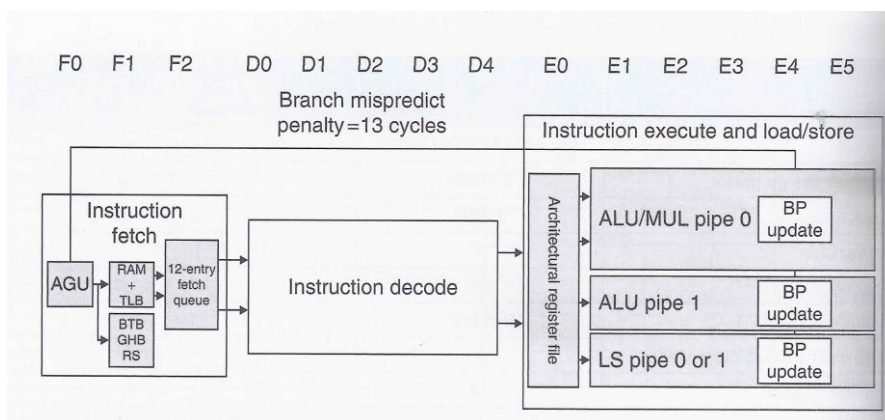 F0 F1 F2 D0 D1 D2 D3 D4 E0 E1 E2 E3 E4 E5
Branch mispredict
penalty=13 cycles
Instruction execute and load/store
Instruction
fetch
AGU
RAM
+
TLB
BTB
GHB
RS
12-entry
fetch
queue
Instruction decode
Architectural register file
ALU/MUL pipe 0
BP
update
ALU pipe 1
BP
update
LS pipe 0 or 1
BP
update